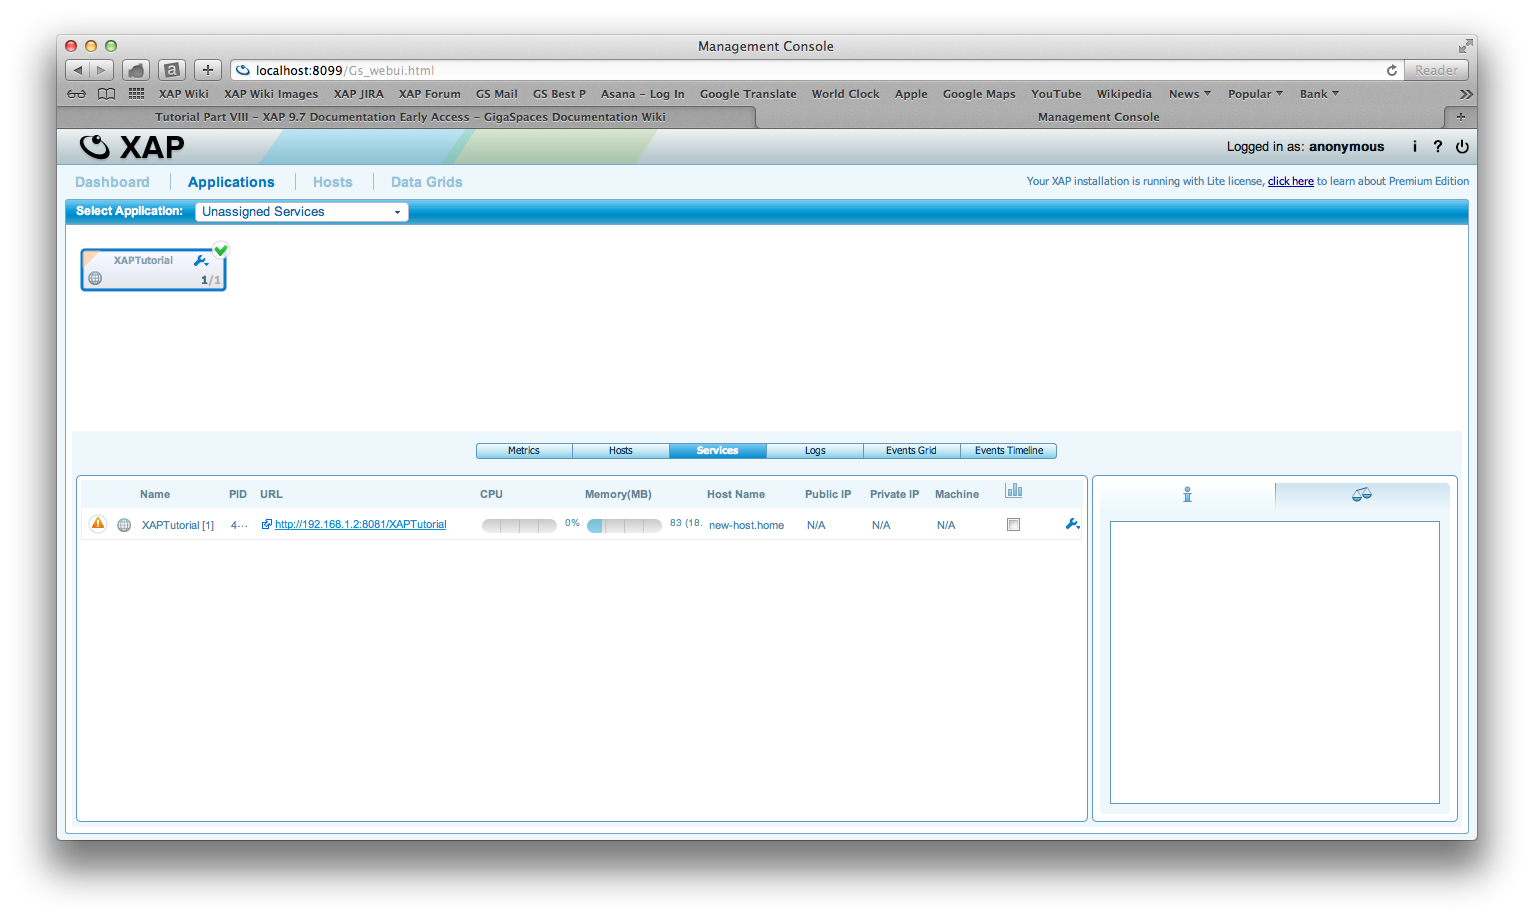 Management Console
localhost:8099/Gs_webui.html
Reader
XAP Wiki XAP Wiki Images XAP JIRA XAP Forum GS Mail GS Best P Asana – Log In Google Translate World Clock Apple Google Maps YouTube Wikipedia News Popular Bank
Tutorial Part VIII – XAP 9.7 Documentation Early Access – GigaSpaces Documentation Wiki
Management Console
XAP
Logged in as: anonymous
Dashboard Applications Hosts Data Grids
Your XAP installation is running with Lite license, click here to learn about Premium Edition
Select Application: Unassigned Services
XAPTutorial
1/1
Metrics Hosts Services Logs Events Grid Events Timeline
Name PID URL CPU Memory(MB) Host Name Public IP Private IP Machine
XAPTutorial [1] 4... http://192.168.1.2:8081/XAPTutorial 0% 83 (18. new-host.home N/A N/A N/A